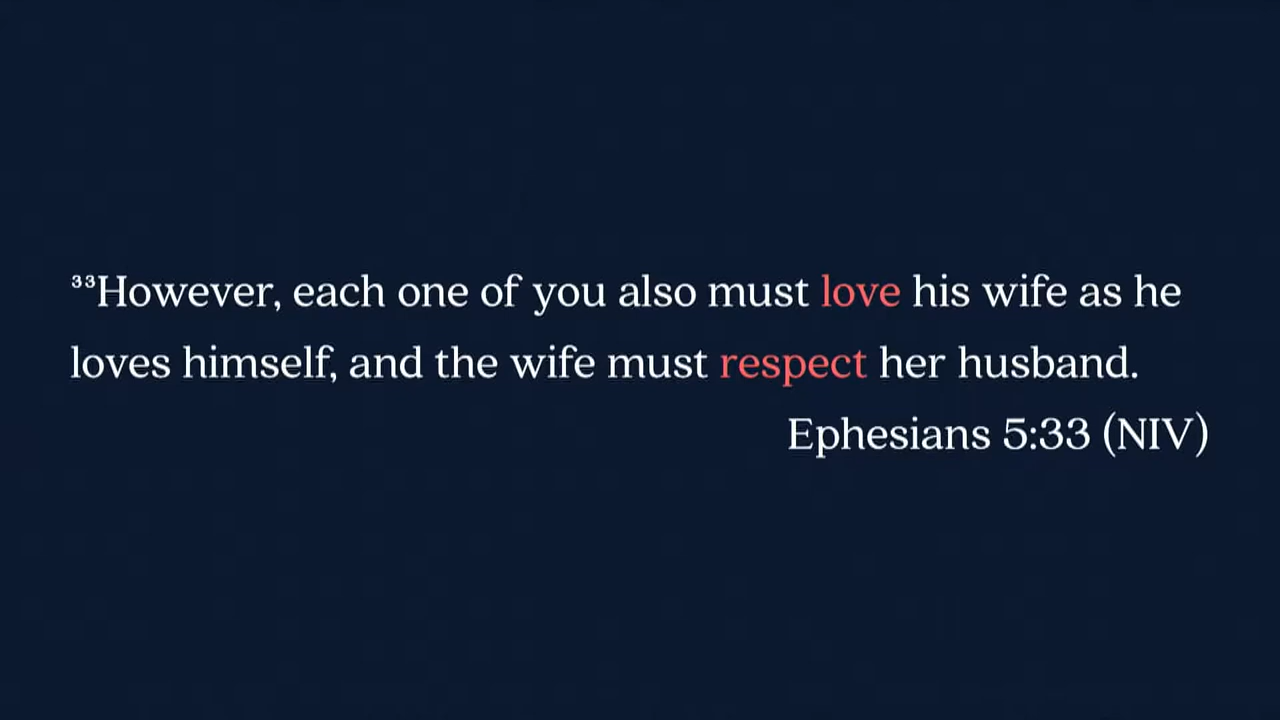 ³³However, each one of you also must love his wife as he
loves himself, and the wife must respect her husband.
Ephesians 5:33 (NIV)